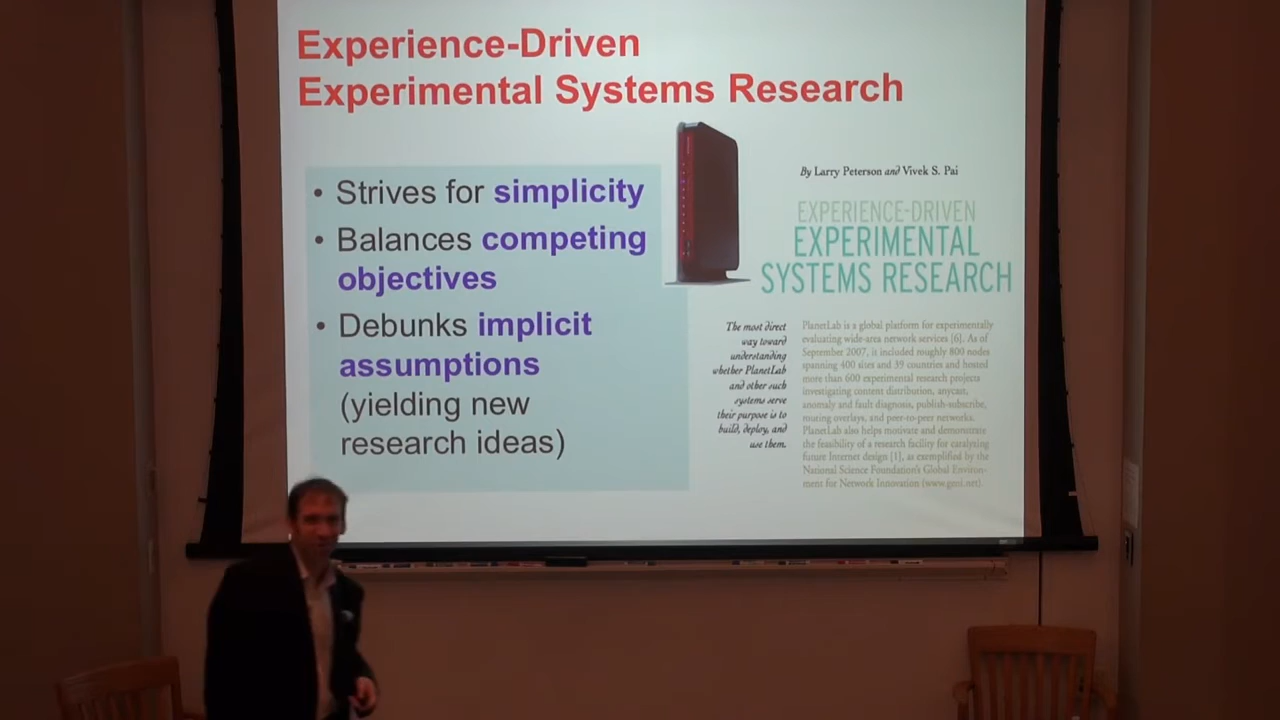 Experience-Driven
Experimental Systems Research
• Strives for simplicity
• Balances competing
objectives
• Debunks implicit
assumptions
(yielding new
research ideas)
By Larry Peterson and Vivek S. Pai
EXPERIENCE-DRIVEN
EXPERIMENTAL
SYSTEMS RESEARCH
The most direct
way toward
understanding
whether PlanetLab
and other such
systems serve
their purpose is to
build, deploy, and
use them.
PlanetLab is a global platform for experimentally
evaluating wide-area network services [6]. As of
September 2007, it included roughly 800 nodes
spanning 400 sites and 39 countries and hosted
more than 600 experimental research projects
investigating content distribution, anycast,
anomaly and fault diagnosis, publish-subscribe,
routing overlays, and peer-to-peer networks.
PlanetLab also helps motivate and demonstrate
the feasibility of a research facility for catalyzing
future Internet design [1], as exemplified by the
National Science Foundation's Global Environ-
ment for Network Innovation (www.geni.net).